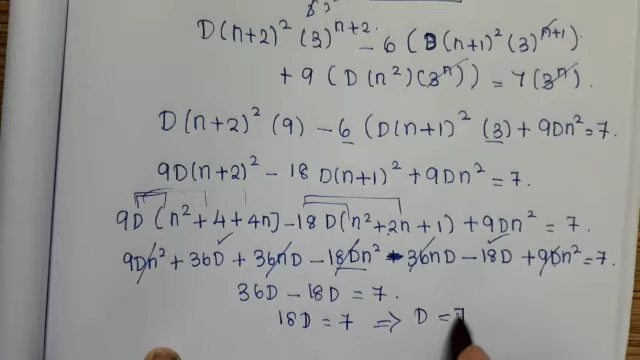 D(n+2)² (3)ⁿ⁺² - 6 (D(n+1)² (3)ⁿ⁺¹)
+ 9 (D(n²)(3ⁿ)) = 7(3ⁿ).
D(n+2)² (9) - 6 (D(n+1)² (3) + 9Dn² = 7.
9D(n+2)² - 18 D(n+1)² + 9Dn² = 7.
9D (n² + 4 + 4n] - 18 D(n² + 2n + 1) + 9Dn² = 7.
9Dn² + 36D + 36nD - 18Dn² - 36nD - 18D + 9Dn² = 7.
36D - 18D = 7.
18D = 7 ⇒ D = 7